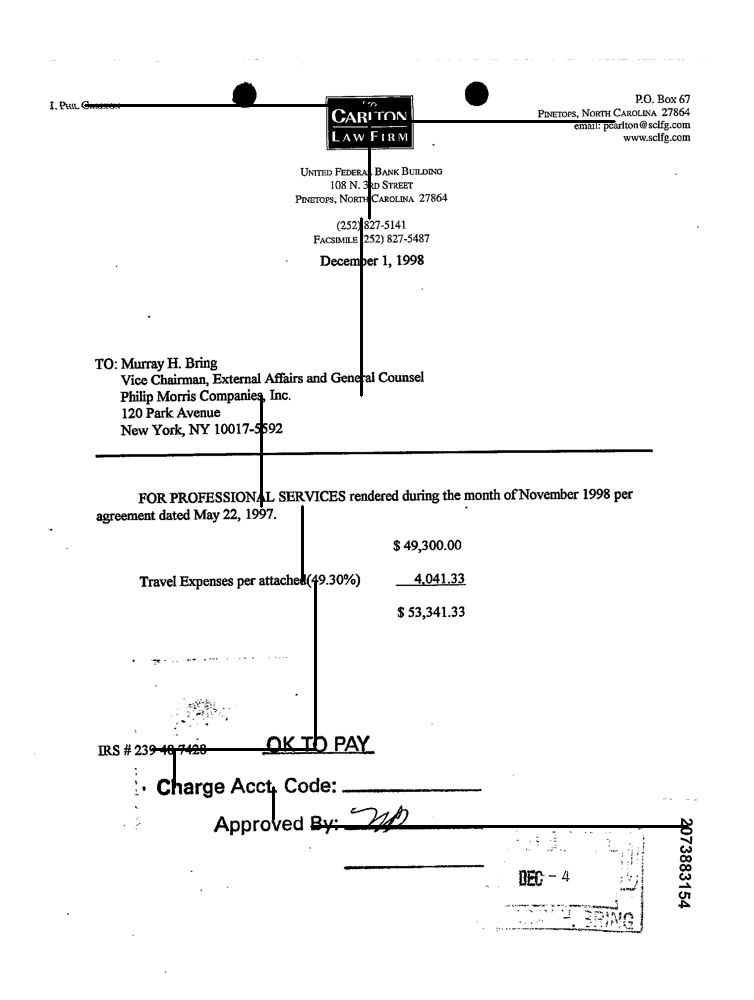 I. PHIL CARLTON
CARLTON
LAW FIRM
P.O. BOX 67
PINETOPS, NORTH CAROLINA 27864
email: pcarlton@sclfg.com
www.sclfg.com
UNITED FEDERAL BANK BUILDING
108 N. 3RD STREET
PINETOPS, NORTH CAROLINA 27864
(252) 827-5141
FACSIMILE (252) 827-5487
December 1, 1998
TO: Murray H. Bring
Vice Chairman, External Affairs and General Counsel
Philip Morris Companies, Inc.
120 Park Avenue
New York, NY 10017-5592
FOR PROFESSIONAL SERVICES rendered during the month of November 1998 per
agreement dated May 22, 1997.
$ 49,300.00
Travel Expenses per attached(49.30%) 4,041.33
$ 53,341.33
IRS # 239-48-7428 OK TO PAY
Charge Acct. Code:
Approved By:
DEC - 4
H. BRING
2073883154